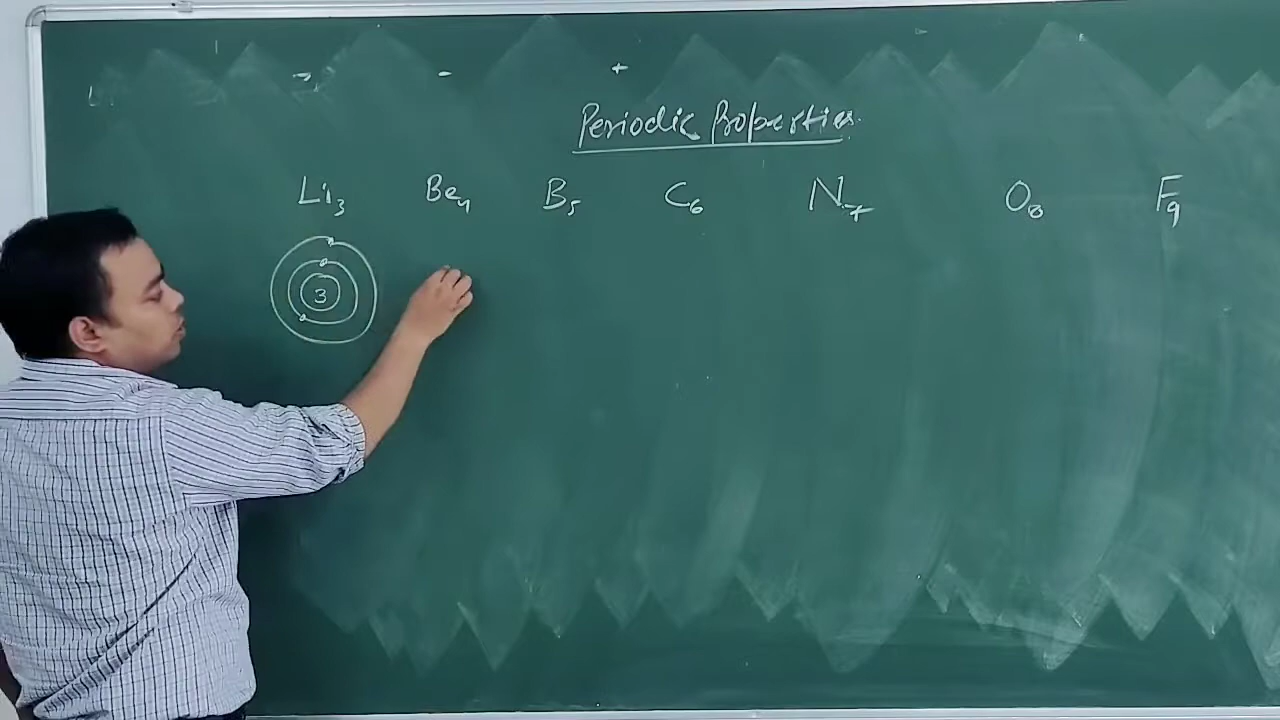 Periodic Properties
Li₃ Be₄ B₅ C₆ N₇ O₈ F₉
3